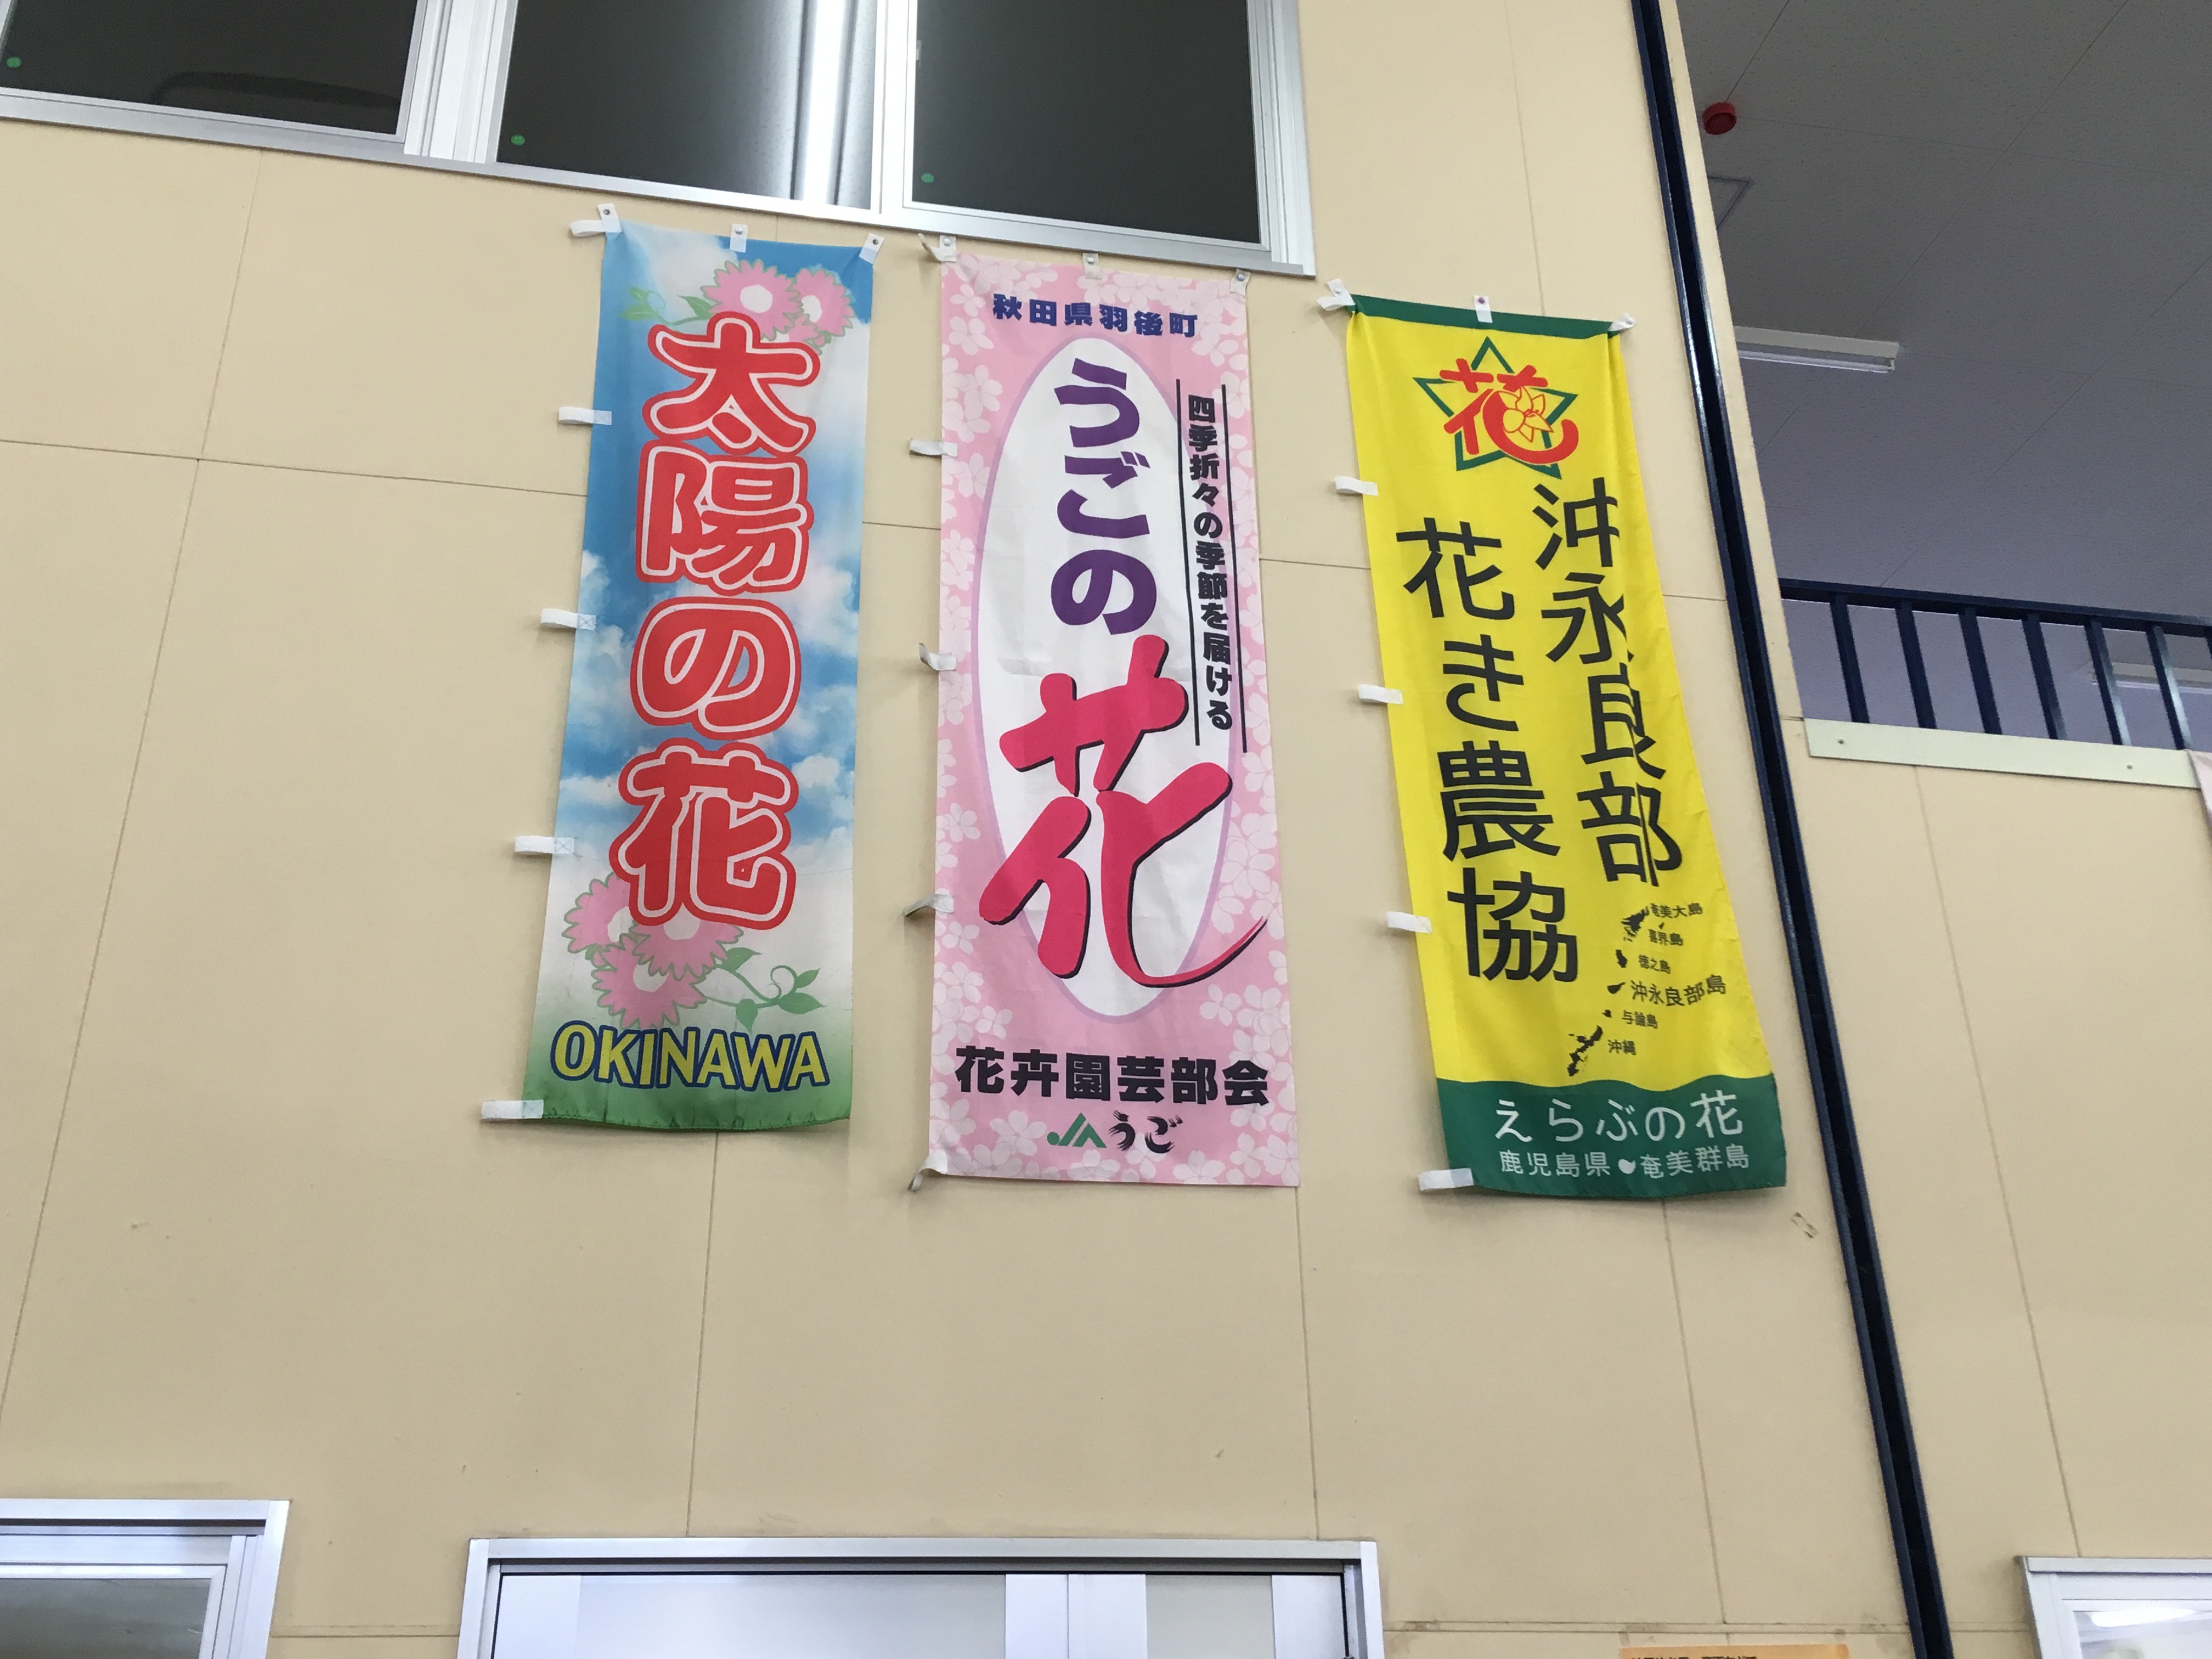 太陽の花
OKINAWA
秋田県羽後町
四季折々の季節を届ける
うごの花
花卉園芸部会
JAうご
花
沖永良部
花き農協
奄美大島
喜界島
徳之島
沖永良部島
与論島
沖縄
えらぶの花
鹿児島県 奄美群島